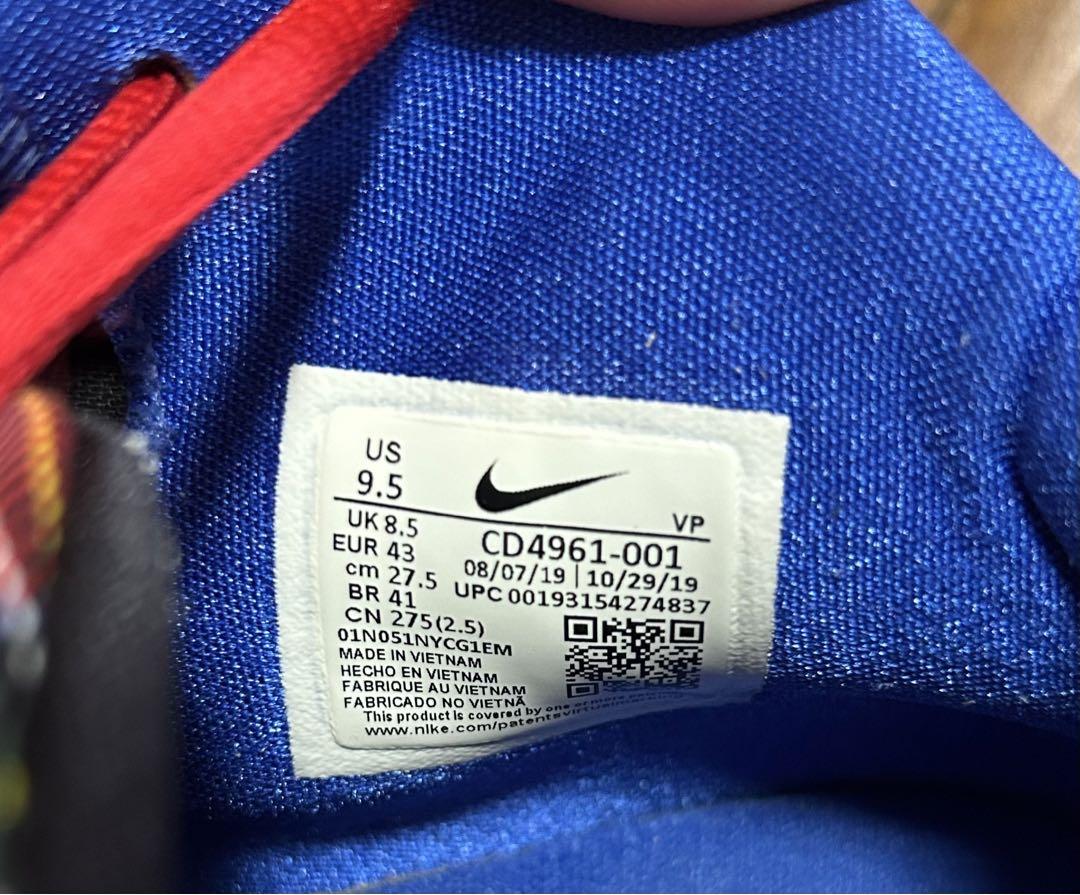 US
9.5
VP
UK 8.5
EUR 43
cm 27.5
BR 41
CN 275(2.5)
CD4961-001
08/07/19 | 10/29/19
UPC 00193154274837
01N051NYCG1EM
MADE IN VIETNAM
HECHO EN VIETNAM
FABRIQUE AU VIETNAM
FABRICADO NO VIETNÃ
This product is covered by one or more
www.nike.com/patents